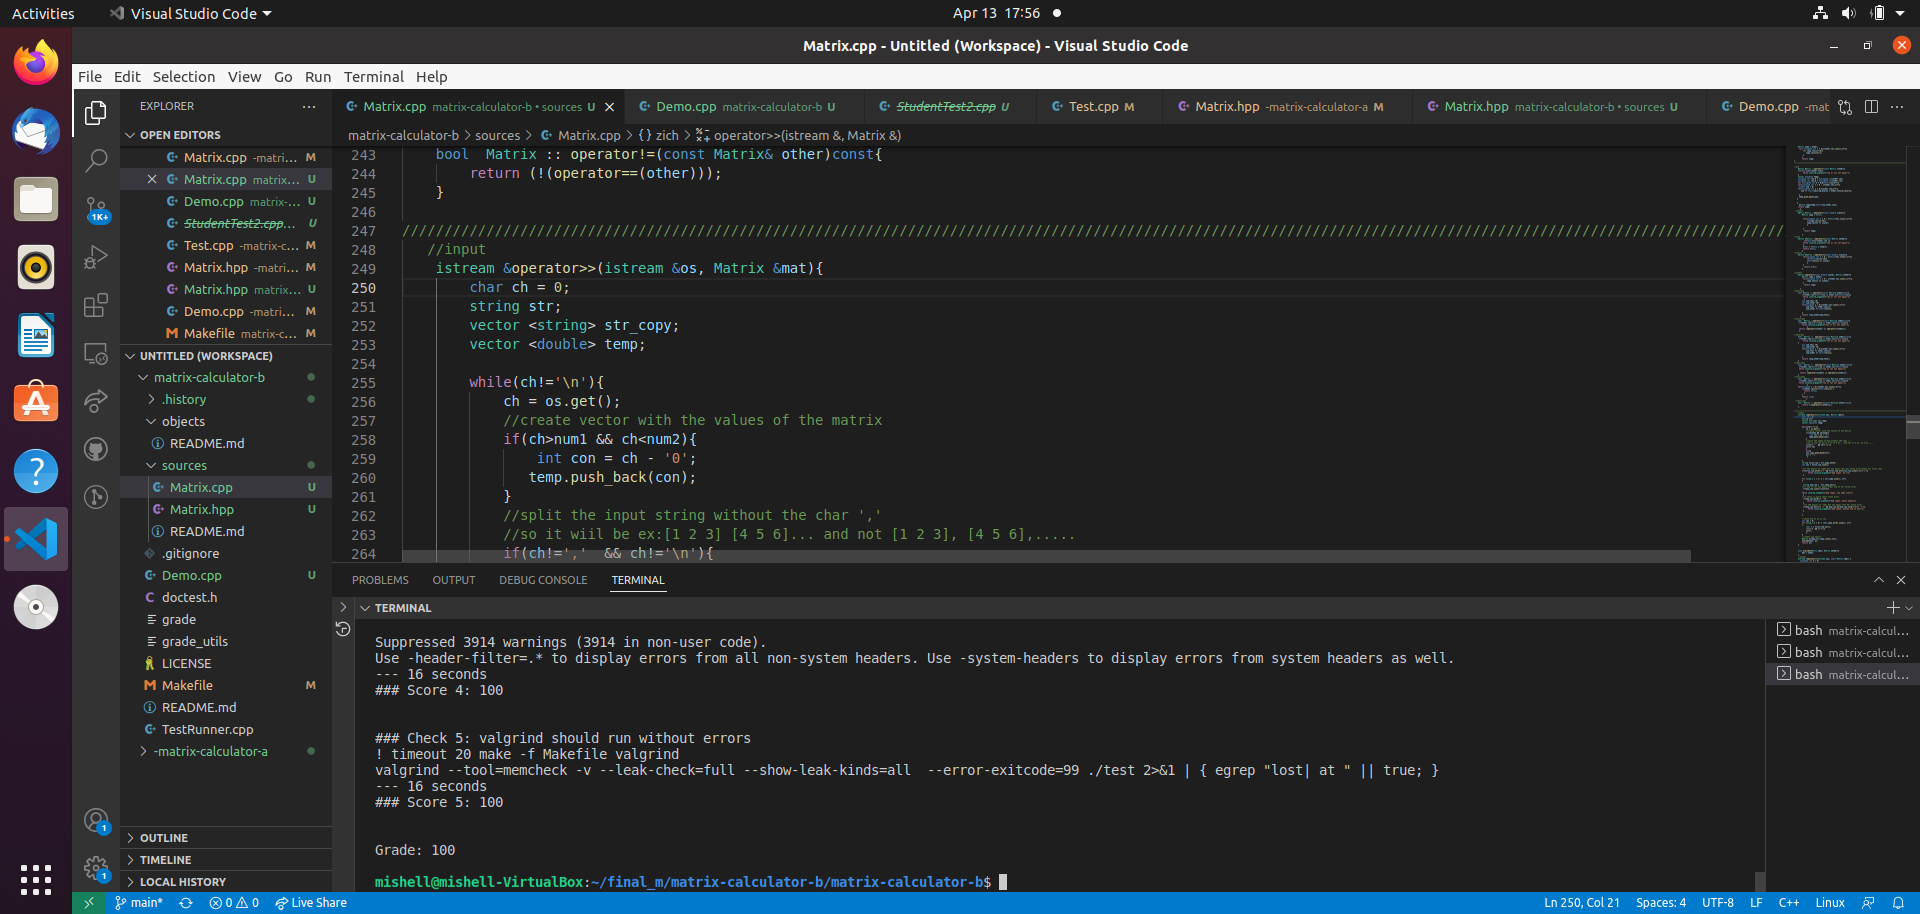 Activities Visual Studio Code Apr 13 17:56
Matrix.cpp - Untitled (Workspace) - Visual Studio Code
File Edit Selection View Go Run Terminal Help
EXPLORER ...
OPEN EDITORS
Matrix.cpp -matri... M
Matrix.cpp matrix... U
Demo.cpp matrix-... U
StudentTest2.cpp... U
Test.cpp -matrix-c... M
Matrix.hpp -matri... M
Matrix.hpp matrix... U
Demo.cpp -matri... M
Makefile matrix-c... M
UNTITLED (WORKSPACE)
matrix-calculator-b
.history
objects
README.md
sources
Matrix.cpp U
Matrix.hpp U
README.md
.gitignore
Demo.cpp U
doctest.h
grade
grade_utils
LICENSE
Makefile M
README.md
TestRunner.cpp
-matrix-calculator-a
OUTLINE
TIMELINE
LOCAL HISTORY
1K+
1
1
Matrix.cpp matrix-calculator-b • sources U Demo.cpp matrix-calculator-b U StudentTest2.cpp U Test.cpp M Matrix.hpp -matrix-calculator-a M Matrix.hpp matrix-calculator-b • sources U Demo.cpp -mat
matrix-calculator-b > sources > Matrix.cpp > {} zich > operator>>(istream &, Matrix &)
243 bool Matrix :: operator!=(const Matrix& other)const{
244 return (!(operator==(other)));
245 }
246
247 ////////////////////////////////////////////////////////////////////////////////////////////////////////////////////////////////////////////////////////////////////
248 //input
249 istream &operator>>(istream &os, Matrix &mat){
250 char ch = 0;
251 string str;
252 vector <string> str_copy;
253 vector <double> temp;
254
255 while(ch!='\n'){
256 ch = os.get();
257 //create vector with the values of the matrix
258 if(ch>num1 && ch<num2){
259 int con = ch - '0';
260 temp.push_back(con);
261 }
262 //split the input string without the char ','
263 //so it wiil be ex:[1 2 3] [4 5 6]... and not [1 2 3], [4 5 6],.....
264 if(ch!=',' && ch!='\n'){
PROBLEMS OUTPUT DEBUG CONSOLE TERMINAL
TERMINAL
Suppressed 3914 warnings (3914 in non-user code).
Use -header-filter=.* to display errors from all non-system headers. Use -system-headers to display errors from system headers as well.
--- 16 seconds
### Score 4: 100
### Check 5: valgrind should run without errors
! timeout 20 make -f Makefile valgrind
valgrind --tool=memcheck -v --leak-check=full --show-leak-kinds=all --error-exitcode=99 ./test 2>&1 | { egrep "lost| at " || true; }
--- 16 seconds
### Score 5: 100
Grade: 100
mishell@mishell-VirtualBox:~/final_m/matrix-calculator-b/matrix-calculator-b$
bash matrix-calcul...
bash matrix-calcul...
bash matrix-calcul...
main* 0 0 Live Share Ln 250, Col 21 Spaces: 4 UTF-8 LF C++ Linux